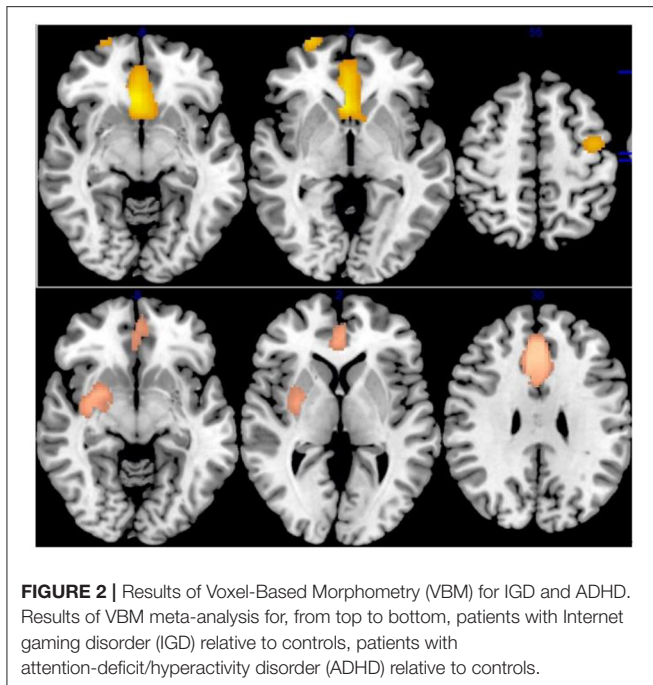 55
30
FIGURE 2 | Results of Voxel-Based Morphometry (VBM) for IGD and ADHD.
Results of VBM meta-analysis for, from top to bottom, patients with Internet
gaming disorder (IGD) relative to controls, patients with
attention-deficit/hyperactivity disorder (ADHD) relative to controls.